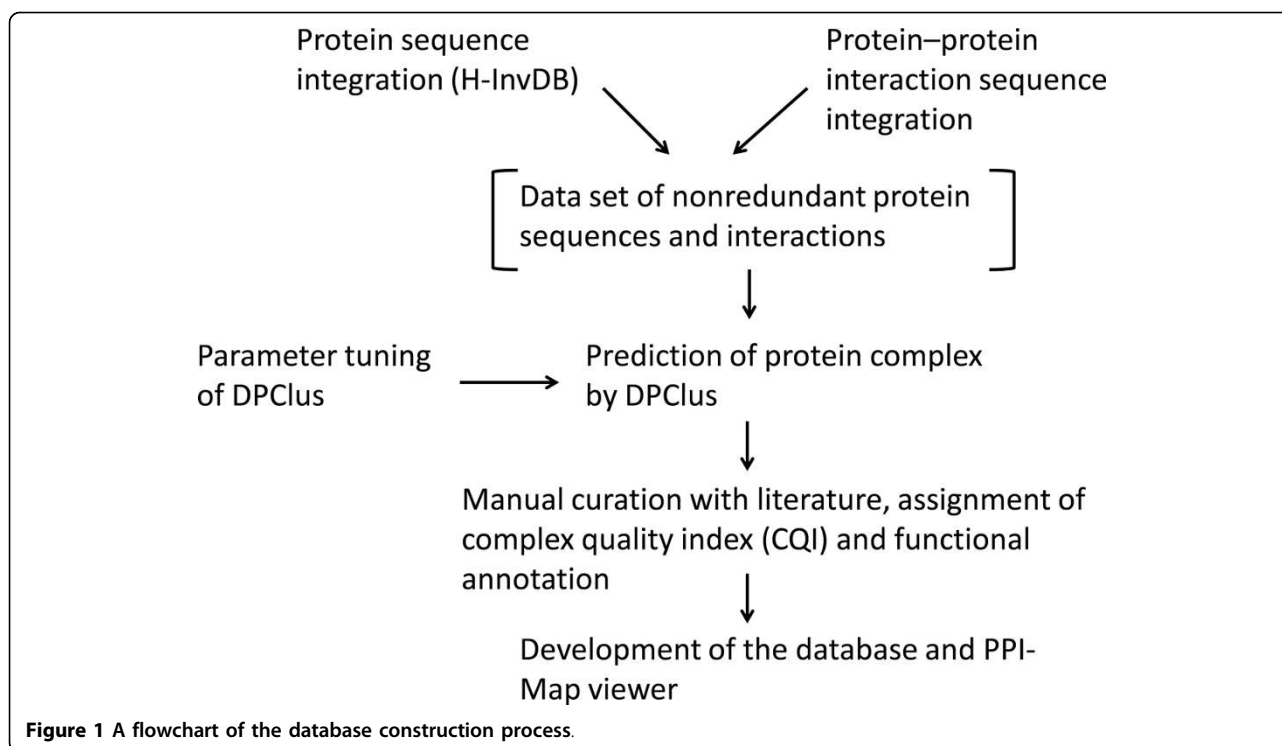 Protein sequence
integration (H-InvDB)
Protein–protein
interaction sequence
integration
Data set of nonredundant protein
sequences and interactions
Parameter tuning
of DPClus
Prediction of protein complex
by DPClus
Manual curation with literature, assignment of
complex quality index (CQI) and functional
annotation
Development of the database and PPI-
Map viewer
Figure 1 A flowchart of the database construction process.